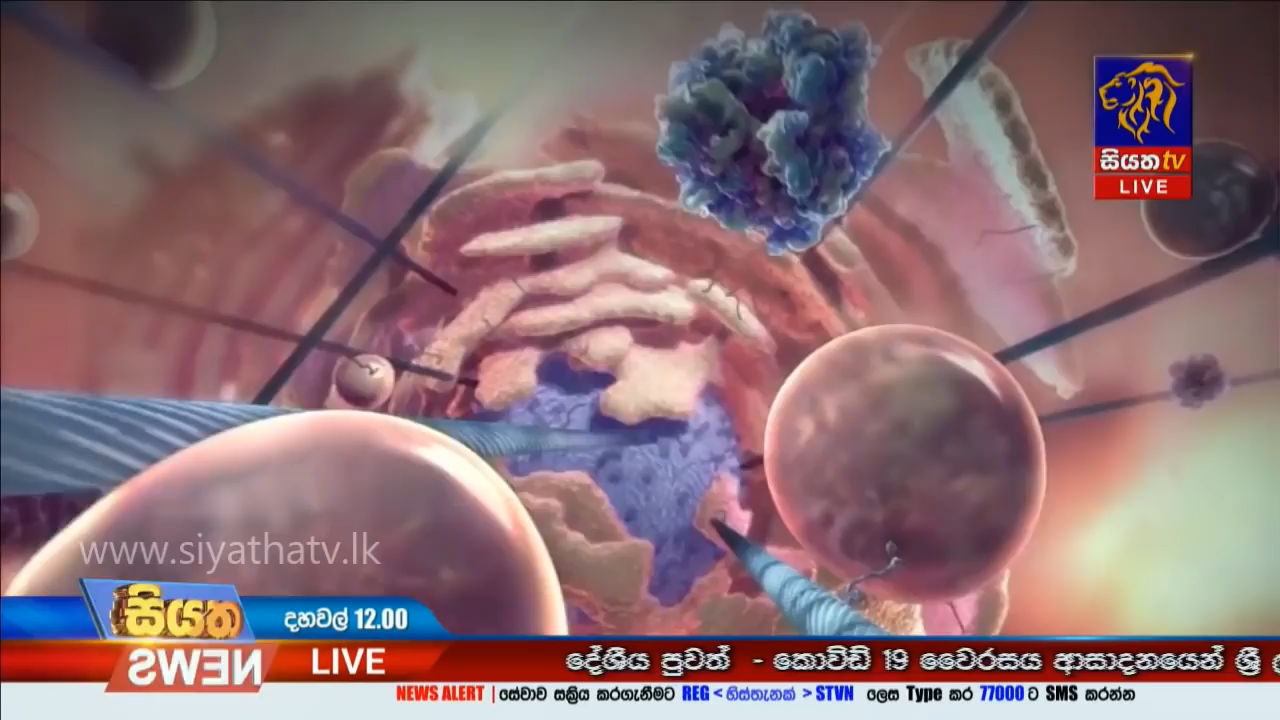 සියත tv
LIVE
www.siyathatv.lk
සියත
දහවල් 12.00
NEWS
LIVE
දේශීය පුවත් - කොවිඩ් 19 වෛරසය ආසාදනයෙන් ශ්‍රී
NEWS ALERT | සේවාව සක්‍රිය කරගැනීමට REG < හිස්තැනක් > STVN ලෙස Type කර 77000 ට SMS කරන්න